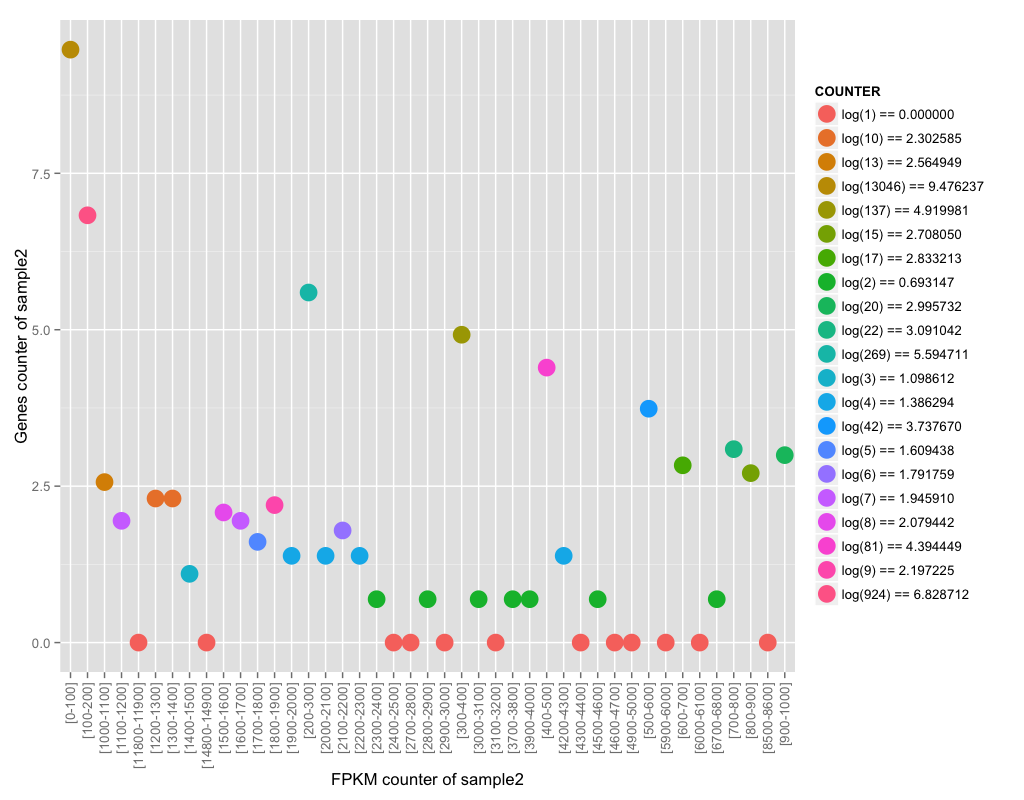 Genes counter of sample2
7.5
5.0
2.5
0.0
[0-100]
[100-200]
[1000-1100]
[1100-1200]
[11800-11900]
[1200-1300]
[1300-1400]
[1400-1500]
[14800-14900]
[1500-1600]
[1600-1700]
[1700-1800]
[1800-1900]
[1900-2000]
[200-300]
[2000-2100]
[2100-2200]
[2200-2300]
[2300-2400]
[2400-2500]
[2700-2800]
[2800-2900]
[2900-3000]
[300-400]
[3000-3100]
[3100-3200]
[3700-3800]
[3900-4000]
[400-500]
[4200-4300]
[4300-4400]
[4500-4600]
[4600-4700]
[4900-5000]
[500-600]
[5900-6000]
[600-700]
[6000-6100]
[6700-6800]
[700-800]
[800-900]
[8500-8600]
[900-1000]
FPKM counter of sample2
COUNTER
log(1) == 0.000000
log(10) == 2.302585
log(13) == 2.564949
log(13046) == 9.476237
log(137) == 4.919981
log(15) == 2.708050
log(17) == 2.833213
log(2) == 0.693147
log(20) == 2.995732
log(22) == 3.091042
log(269) == 5.594711
log(3) == 1.098612
log(4) == 1.386294
log(42) == 3.737670
log(5) == 1.609438
log(6) == 1.791759
log(7) == 1.945910
log(8) == 2.079442
log(81) == 4.394449
log(9) == 2.197225
log(924) == 6.828712